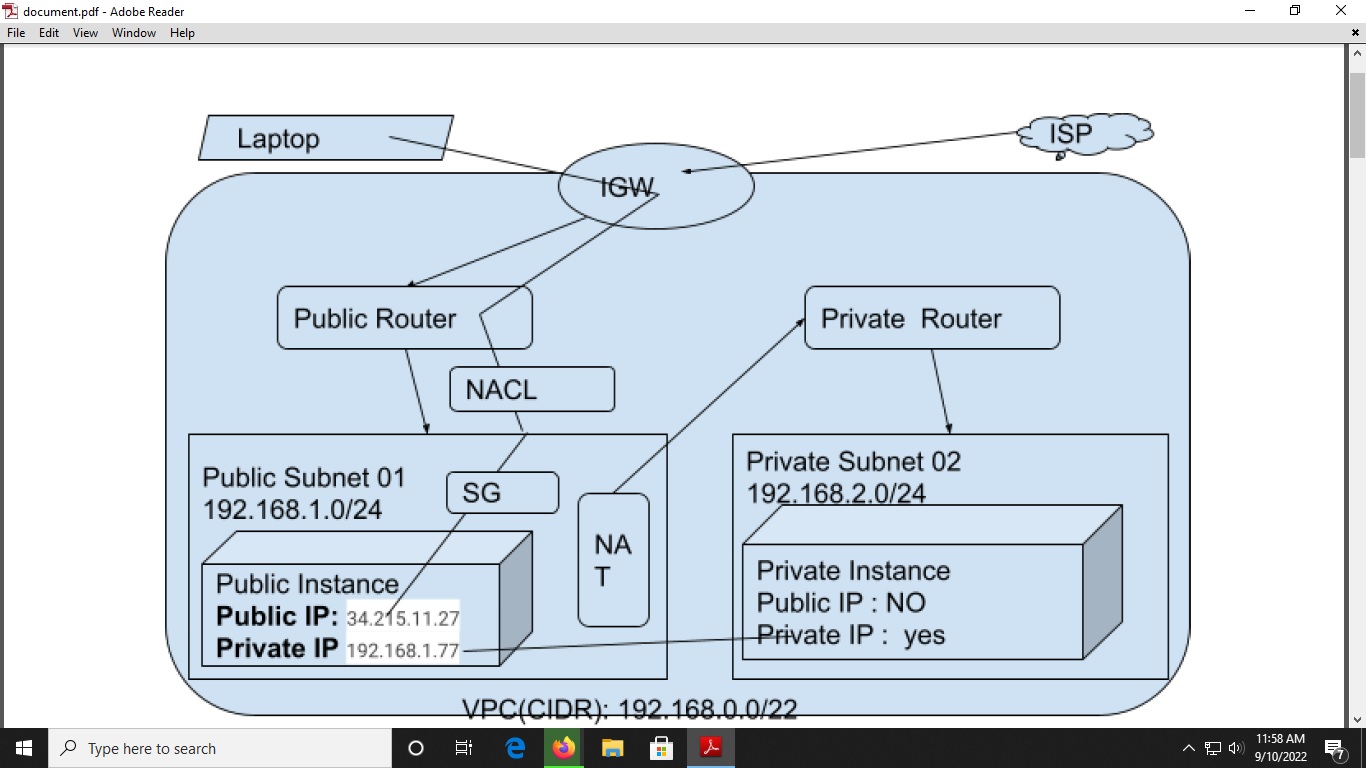 document.pdf - Adobe Reader
File Edit View Window Help
Laptop
ISP
IGW
Public Router
Private Router
NACL
Public Subnet 01
192.168.1.0/24
SG
Private Subnet 02
192.168.2.0/24
NA
T
Public Instance
Public IP: 34.215.11.27
Private IP 192.168.1.77
Private Instance
Public IP : NO
Private IP : yes
VPC(CIDR): 192.168.0.0/22
Type here to search
11:58 AM
9/10/2022
7